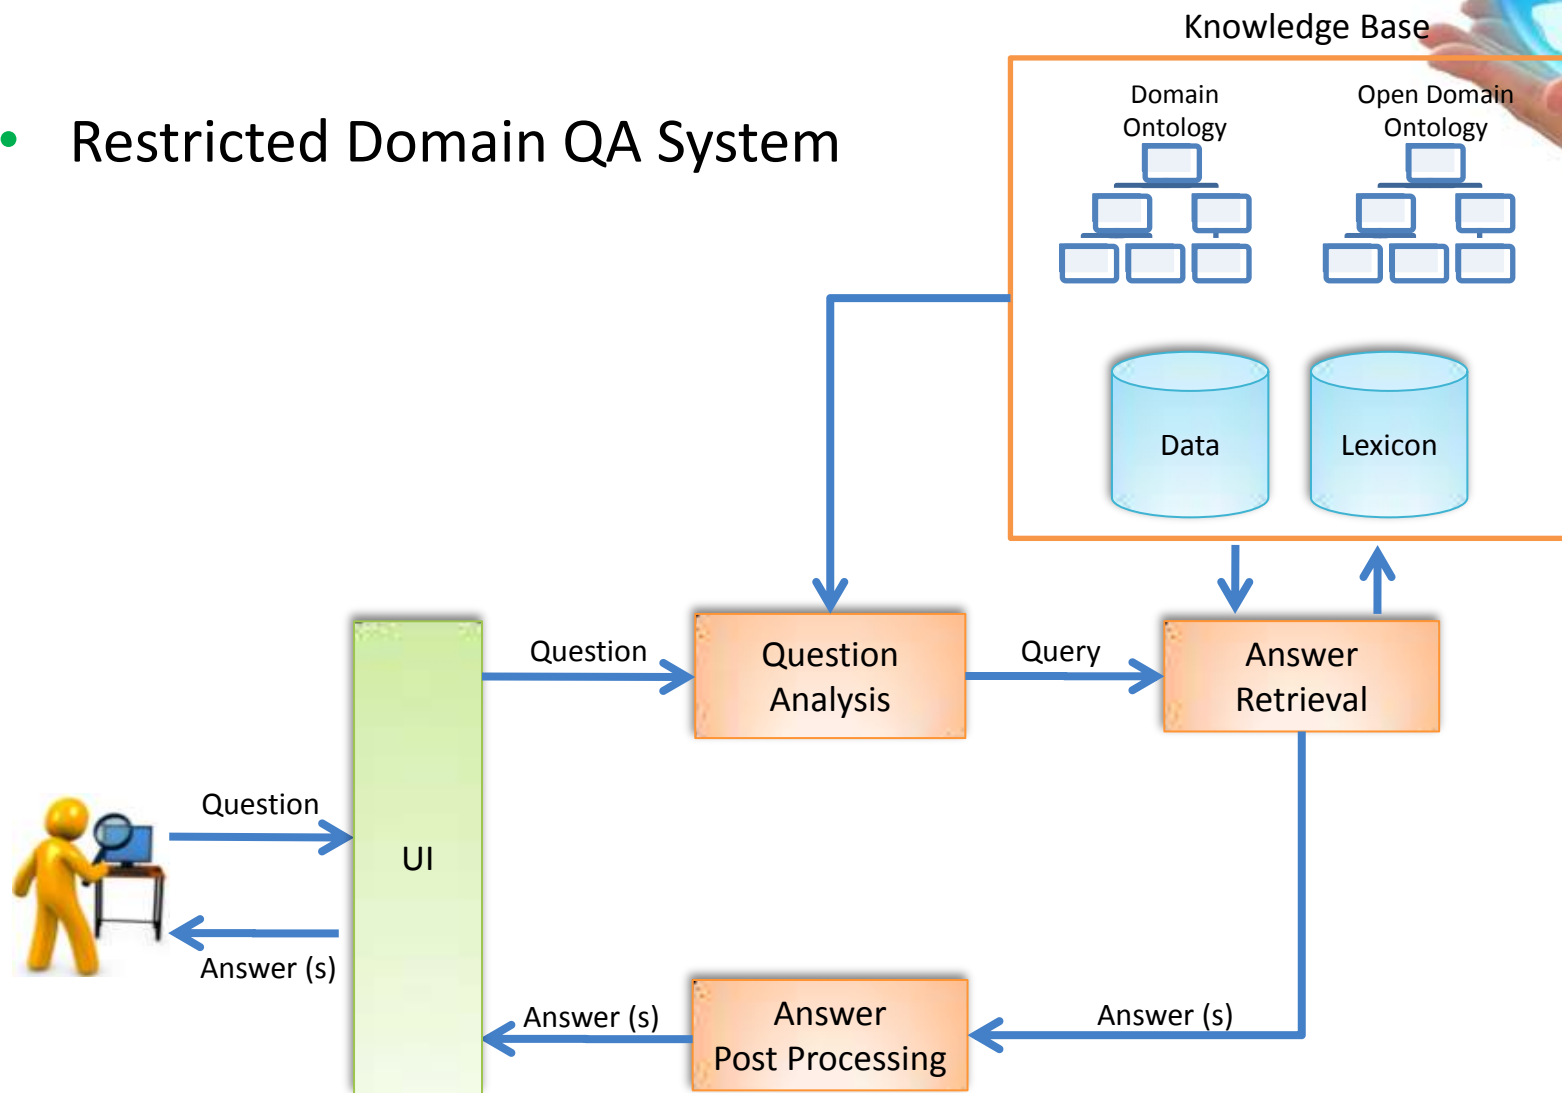 Knowledge Base
• Restricted Domain QA System
Domain
Ontology
Open Domain
Ontology
Data
Lexicon
Question
Question
Analysis
Query
Answer
Retrieval
Question
UI
Answer (s)
Answer (s)
Answer
Post Processing
Answer (s)